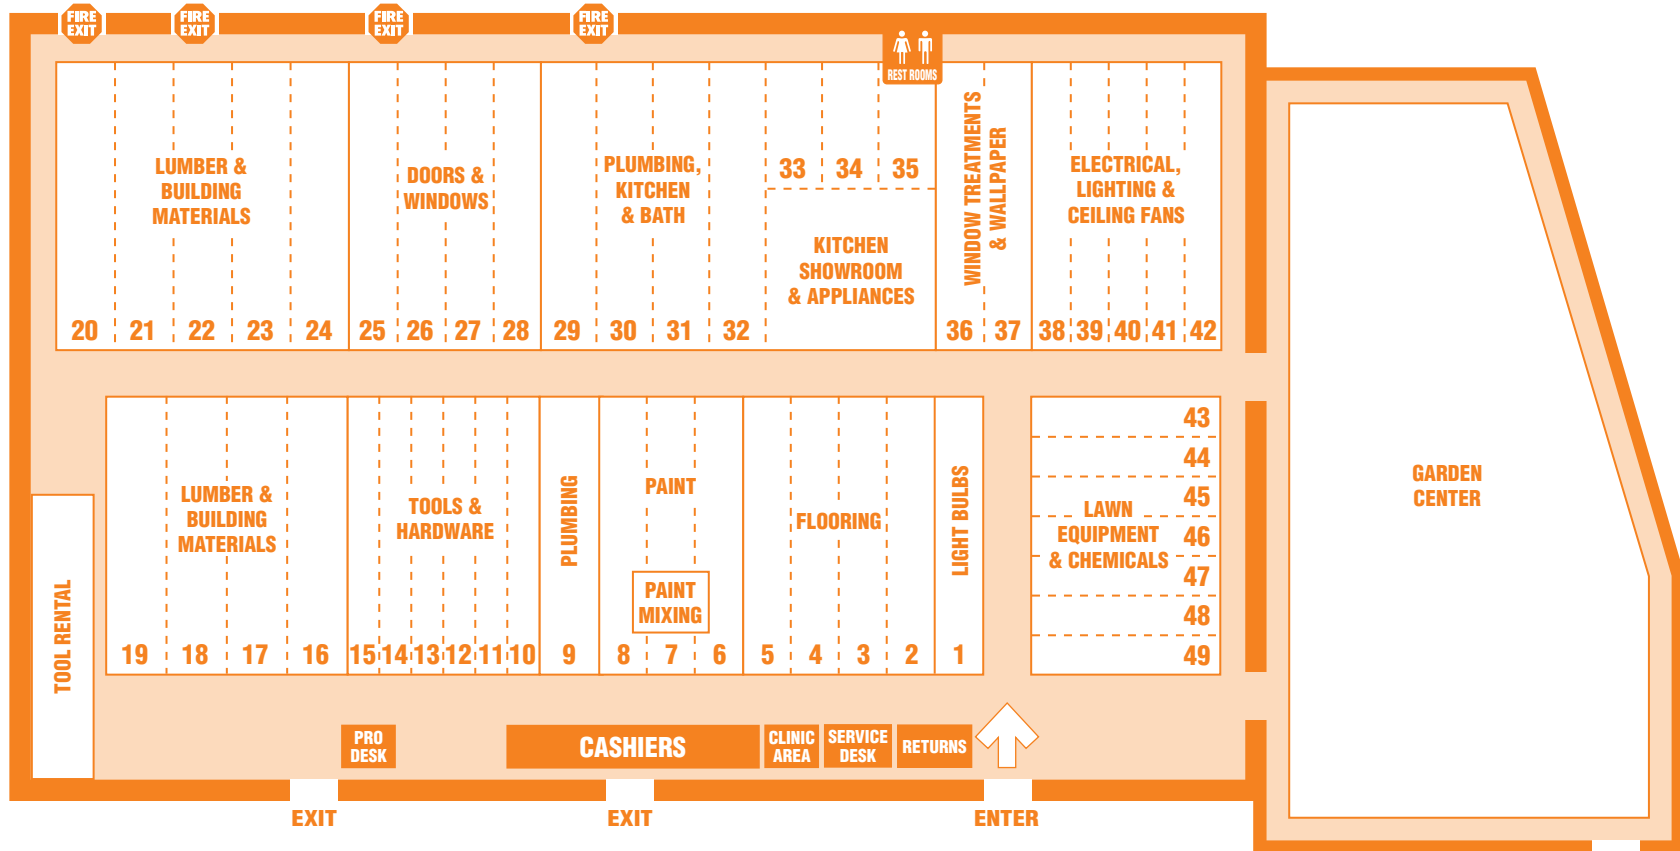 FIRE
EXIT
FIRE
EXIT
FIRE
EXIT
FIRE
EXIT
REST ROOMS
LUMBER &
BUILDING
MATERIALS
20 21 22 23 24
DOORS &
WINDOWS
25 26 27 28
PLUMBING,
KITCHEN
& BATH
29 30 31 32
33 34 35
KITCHEN
SHOWROOM
& APPLIANCES
WINDOW TREATMENTS
& WALLPAPER
36 37
ELECTRICAL,
LIGHTING &
CEILING FANS
38 39 40 41 42
TOOL RENTAL
LUMBER &
BUILDING
MATERIALS
19 18 17 16
TOOLS &
HARDWARE
15 14 13 12 11 10
PLUMBING
9
PAINT
PAINT
MIXING
8 7 6
FLOORING
5 4 3 2
LIGHT BULBS
1
LAWN
EQUIPMENT
& CHEMICALS
43
44
45
46
47
48
49
GARDEN
CENTER
PRO
DESK
CASHIERS
CLINIC
AREA
SERVICE
DESK
RETURNS
EXIT
EXIT
ENTER